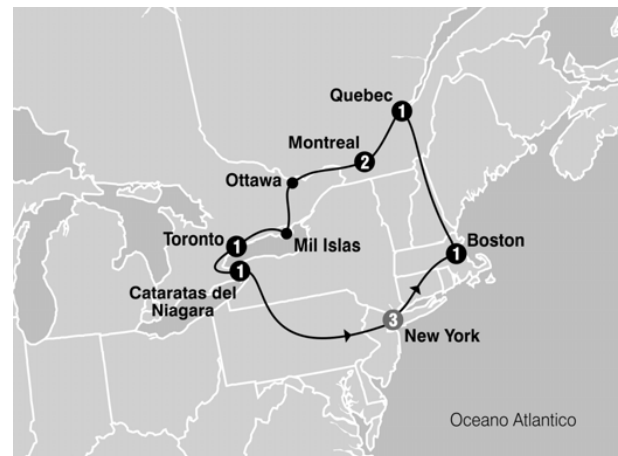 Quebec
1
Montreal
2
Ottawa
Toronto
1
Mil Islas
Boston
1
1
Cataratas del
Niagara
3
New York
Oceano Atlantico